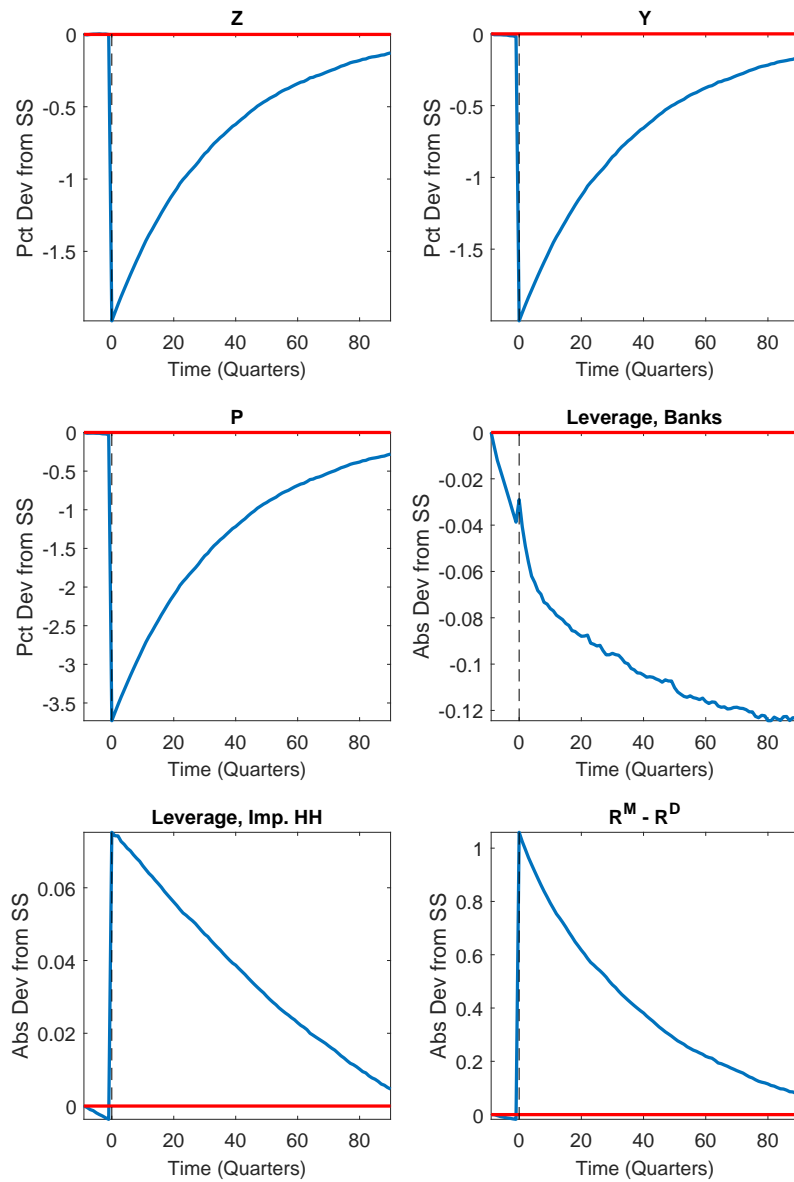 Z
0
-0.5
-1
-1.5
Pct Dev from SS
0 20 40 60 80
Time (Quarters)
Y
0
-0.5
-1
-1.5
Pct Dev from SS
0 20 40 60 80
Time (Quarters)
P
0
-0.5
-1
-1.5
-2
-2.5
-3
-3.5
Pct Dev from SS
0 20 40 60 80
Time (Quarters)
Leverage, Banks
0
-0.02
-0.04
-0.06
-0.08
-0.1
-0.12
Abs Dev from SS
0 20 40 60 80
Time (Quarters)
Leverage, Imp. HH
0.06
0.04
0.02
0
Abs Dev from SS
0 20 40 60 80
Time (Quarters)
R^M - R^D
1
0.8
0.6
0.4
0.2
0
Abs Dev from SS
0 20 40 60 80
Time (Quarters)